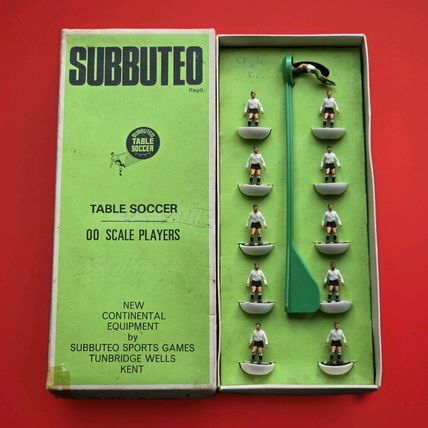 SUBBUTEO
Regd.
SUBBUTEO
TABLE
SOCCER
TABLE SOCCER
00 SCALE PLAYERS
NEW
CONTINENTAL
EQUIPMENT
by
SUBBUTEO SPORTS GAMES
TUNBRIDGE WELLS
KENT
Clyde
F.C.